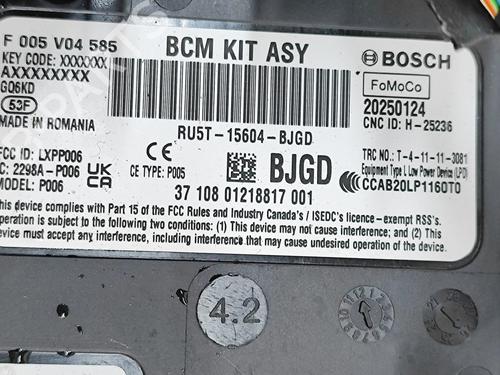 F 005 V04 585
BCM KIT ASY
BOSCH
KEY CODE: XXXXXXX
AXXXXXXXX
GQ06KD
53F
MADE IN ROMANIA
FoMoCo
20250124
CNC ID: H-25236
RU5T-15604-BJGD
FCC ID: LXPP006
IC: 2298A-P006
MODEL: P006
UK
CA
CE
CE TYPE: P005
BJGD
TRC NO.: T-4-11-11-3081
Equipment Type: Low Power Device (LPD)
CCAB20LP1160T0
37 108 01218817 001
This device complies with Part 15 of the FCC Rules and Industry Canada's / ISEDC's licence-exempt RSS's.
Operation is subject to the following two conditions: (1) This device may not cause interference; and (2) This
device must accept any interference, including interference that may cause undesired operation of the device.
4.2